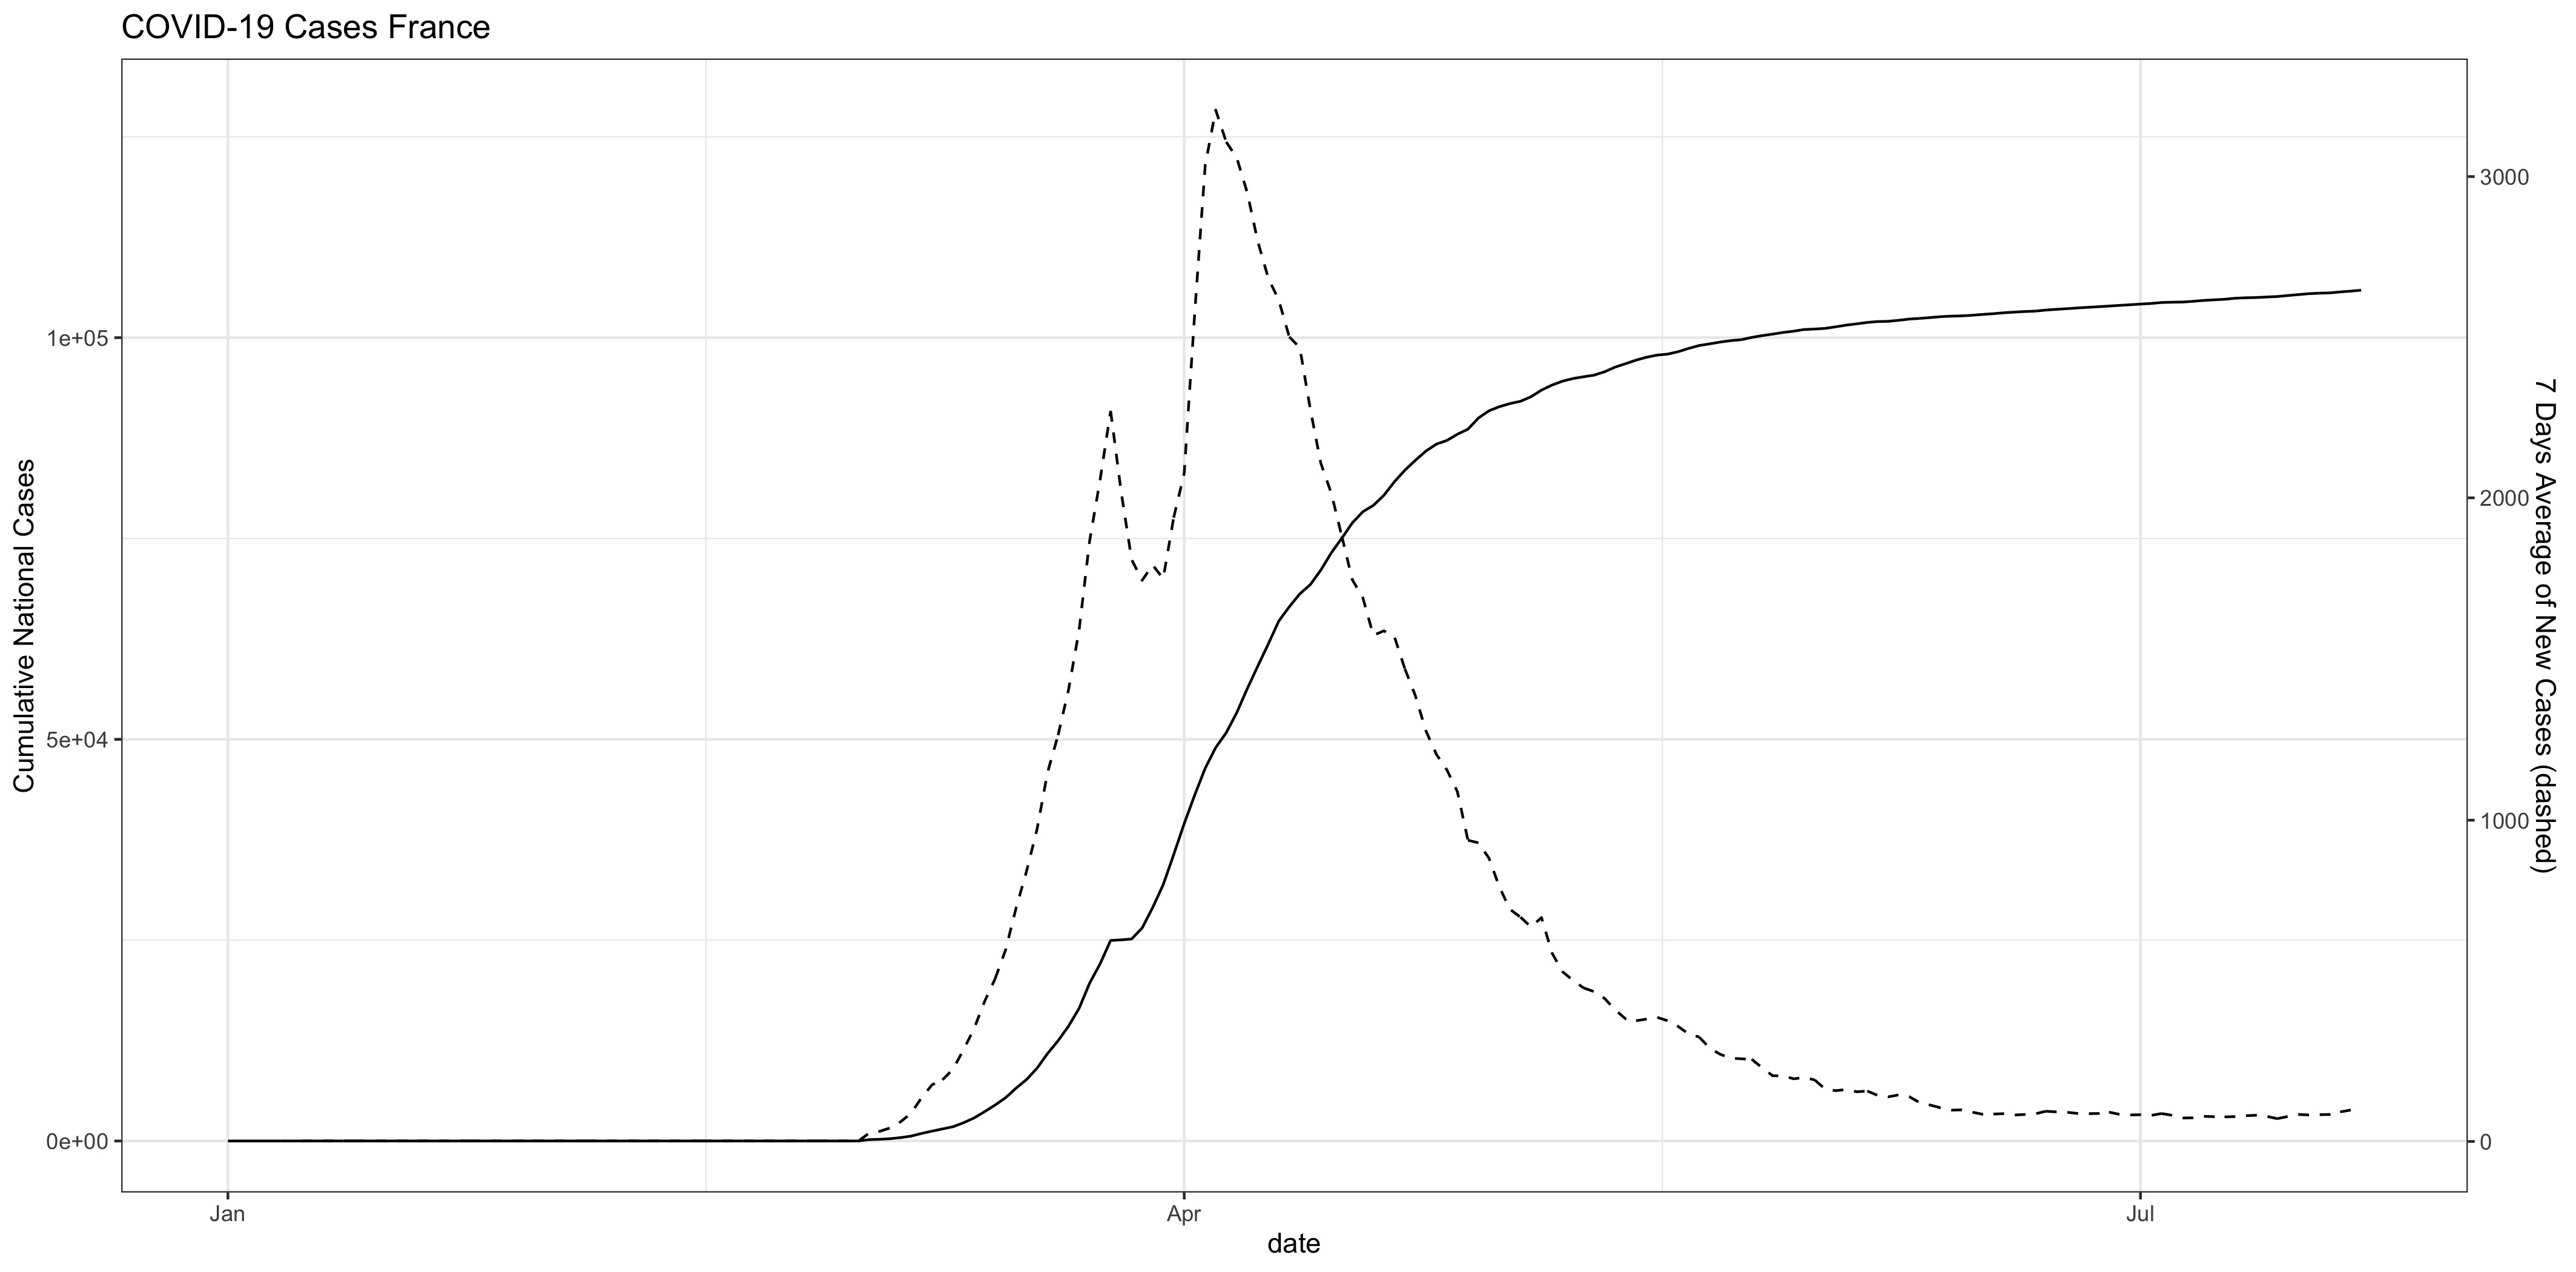 COVID-19 Cases France
Cumulative National Cases
1e+05
5e+04
0e+00
3000
2000
1000
0
7 Days Average of New Cases (dashed)
Jan
Apr
Jul
date